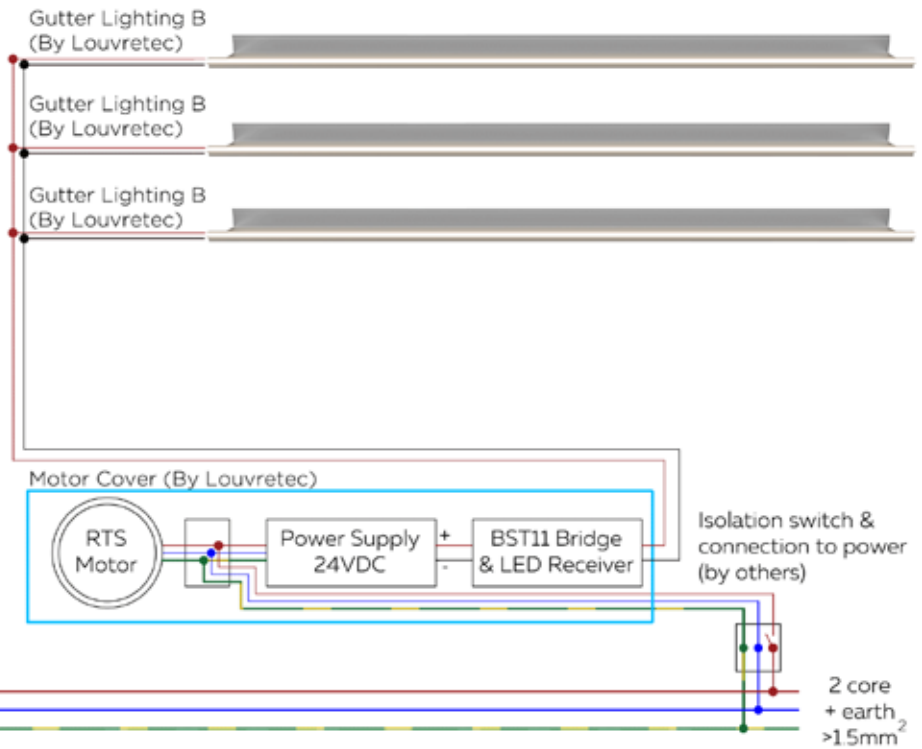 Gutter Lighting B
(By Louvretec)
Gutter Lighting B
(By Louvretec)
Gutter Lighting B
(By Louvretec)
Motor Cover (By Louvretec)
RTS
Motor
Power Supply
24VDC
+
-
BST11 Bridge
& LED Receiver
Isolation switch &
connection to power
(by others)
2 core
+ earth
>1.5mm²